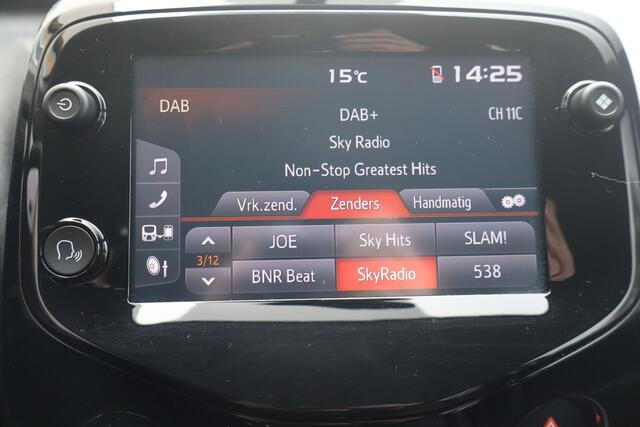 15°C 14:25
DAB
DAB+ CH 11C
Sky Radio
Non-Stop Greatest Hits
Vrk.zend. Zenders Handmatig
JOE Sky Hits SLAM!
3/12
BNR Beat SkyRadio 538